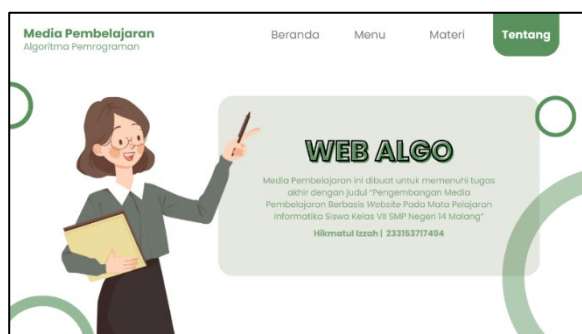 Media Pembelajaran
Algoritma Pemrograman
Beranda Menu Materi Tentang
WEB ALGO
Media Pembelajaran ini dibuat untuk memenuhi tugas
akhir dengan judul "Pengembangan Media
Pembelajaran Berbasis Website Pada Mata Pelajaran
Informatika Siswa Kelas VII SMP Negeri 14 Malang"
Hikmatul Izzah | 233153717494